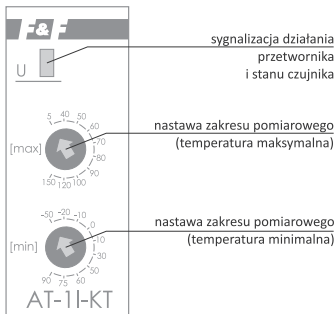 F&F
sygnalizacja działania
przetwornika
i stanu czujnika
U
nastawa zakresu pomiarowego
(temperatura maksymalna)
[max]
5 40 50 60 70 80 90 100 120 150
nastawa zakresu pomiarowego
(temperatura minimalna)
[min]
-50 -20 -10 0 10 30 50 60 75 90
AT-1I-KT